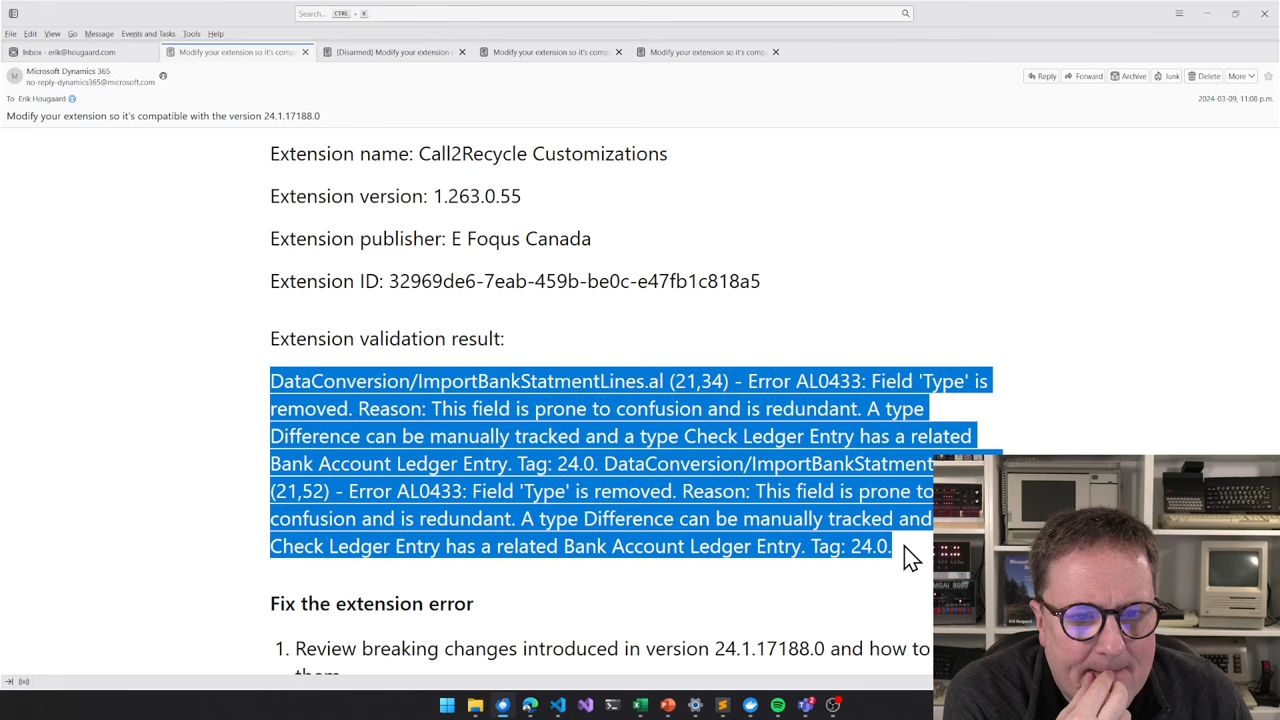 Search... CTRL + K
File Edit View Go Message Events and Tasks Tools Help
Inbox - erik@hougaard.com
Modify your extension so it's compa
(Disarmed) Modify your extension
Modify your extension so it's compa
Modify your extension so it's compa
M
Microsoft Dynamics 365
no-reply-dynamics365@microsoft.com
Reply Forward Archive Junk Delete More
To Erik Hougaard
2024-03-09, 11:08 p.m.
Modify your extension so it's compatible with the version 24.1.17188.0
Extension name: Call2Recycle Customizations
Extension version: 1.263.0.55
Extension publisher: E Foqus Canada
Extension ID: 32969de6-7eab-459b-be0c-e47fb1c818a5
Extension validation result:
DataConversion/ImportBankStatmentLines.al (21,34) - Error AL0433: Field 'Type' is
removed. Reason: This field is prone to confusion and is redundant. A type
Difference can be manually tracked and a type Check Ledger Entry has a related
Bank Account Ledger Entry. Tag: 24.0. DataConversion/ImportBankStatment
(21,52) - Error AL0433: Field 'Type' is removed. Reason: This field is prone to
confusion and is redundant. A type Difference can be manually tracked and
Check Ledger Entry has a related Bank Account Ledger Entry. Tag: 24.0.
Fix the extension error
1. Review breaking changes introduced in version 24.1.17188.0 and how to
them